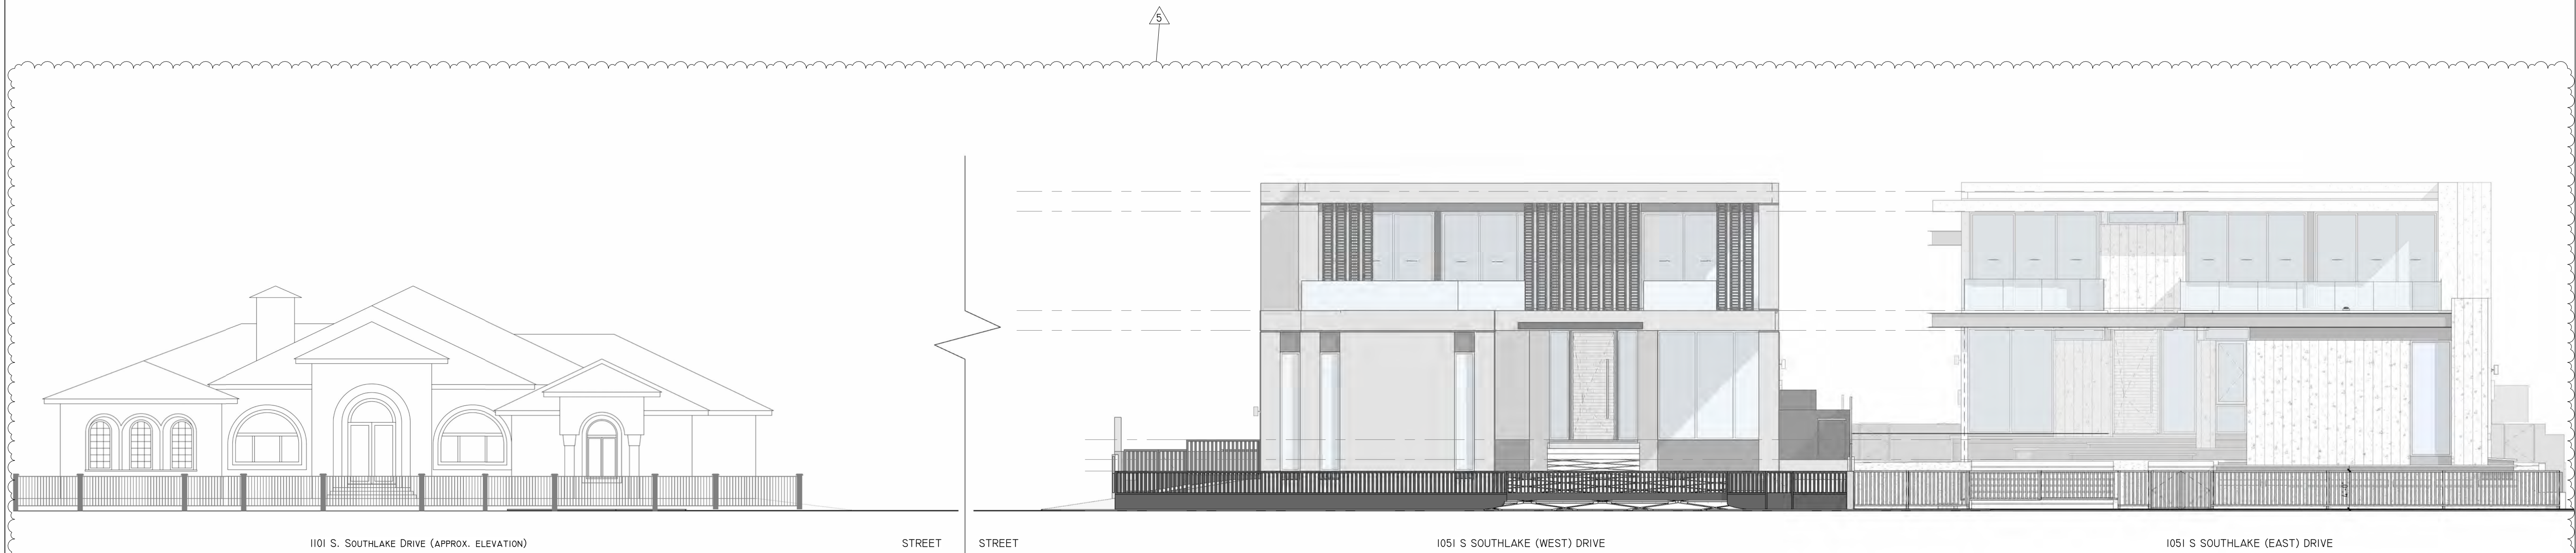 5
1101 S. SOUTHLAKE DRIVE (APPROX. ELEVATION)
STREET
STREET
1051 S SOUTHLAKE (WEST) DRIVE
1051 S SOUTHLAKE (EAST) DRIVE